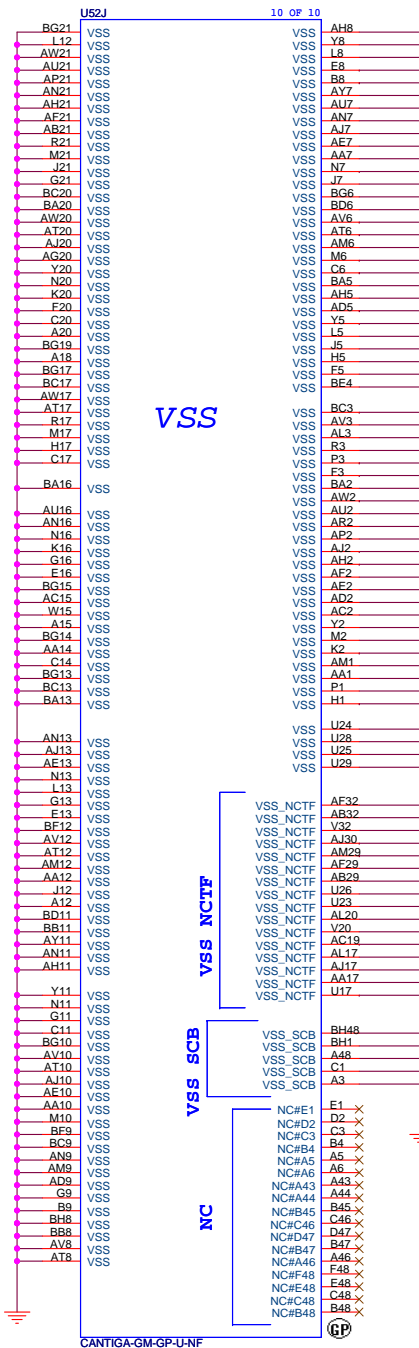 U52J 10 OF 10
BG21 VSS VSS AH8
L12 VSS VSS Y8
AW21 VSS VSS L8
AU21 VSS VSS E8
AP21 VSS VSS B8
AN21 VSS VSS AY7
AH21 VSS VSS AU7
AF21 VSS VSS AN7
AB21 VSS VSS AJ7
R21 VSS VSS AE7
M21 VSS VSS AA7
J21 VSS VSS N7
G21 VSS VSS J7
BC20 VSS VSS BG6
BA20 VSS VSS BD6
AW20 VSS VSS AV6
AT20 VSS VSS AT6
AJ20 VSS VSS AM6
AG20 VSS VSS M6
Y20 VSS VSS C6
N20 VSS VSS BA5
K20 VSS VSS AH5
F20 VSS VSS AD5
C20 VSS VSS Y5
A20 VSS VSS L5
BG19 VSS VSS J5
A18 VSS VSS H5
BG17 VSS VSS F5
BC17 VSS VSS BE4
AW17 VSS
AT17 VSS VSS BC3
R17 VSS VSS AV3
M17 VSS VSS AL3
H17 VSS VSS R3
C17 VSS VSS P3
VSS F3
BA16 VSS VSS BA2
VSS AW2
AU16 VSS VSS AU2
AN16 VSS VSS AR2
N16 VSS VSS AP2
K16 VSS VSS AJ2
G16 VSS VSS AH2
E16 VSS VSS AF2
BG15 VSS VSS AE2
AC15 VSS VSS AD2
W15 VSS VSS AC2
A15 VSS VSS Y2
BG14 VSS VSS M2
AA14 VSS VSS K2
C14 VSS VSS AM1
BG13 VSS VSS AA1
BC13 VSS VSS P1
BA13 VSS VSS H1
VSS
VSS U24
AN13 VSS VSS U28
AJ13 VSS VSS U25
AE13 VSS VSS U29
N13 VSS
L13 VSS
G13 VSS VSS_NCTF AF32
E13 VSS VSS_NCTF AB32
BF12 VSS VSS_NCTF V32
AV12 VSS VSS_NCTF AJ30
AT12 VSS VSS_NCTF AM29
AM12 VSS VSS_NCTF AF29
AA12 VSS VSS_NCTF AB29
J12 VSS VSS_NCTF U26
A12 VSS VSS_NCTF U23
BD11 VSS VSS_NCTF AL20
BB11 VSS VSS_NCTF V20
AY11 VSS VSS_NCTF AC19
AN11 VSS VSS_NCTF AL17
AH11 VSS VSS_NCTF AJ17
VSS_NCTF AA17
Y11 VSS VSS_NCTF U17
N11 VSS
VSS NCTF
G11 VSS
C11 VSS VSS_SCB BH48
BG10 VSS VSS_SCB BH1
AV10 VSS VSS_SCB A48
AT10 VSS VSS_SCB C1
AJ10 VSS VSS_SCB A3
VSS SCB
AE10 VSS
AA10 VSS NC#E1 E1
M10 VSS NC#D2 D2
BF9 VSS NC#C3 C3
BC9 VSS NC#B4 B4
AN9 VSS NC#A5 A5
AM9 VSS NC#A6 A6
AD9 VSS NC#A43 A43
G9 VSS NC#A44 A44
B9 VSS NC#B45 B45
BH8 VSS NC#C46 C46
BB8 VSS NC#D47 D47
AV8 VSS NC#B47 B47
AT8 VSS NC#A46 A46
NC#F48 F48
NC#E48 E48
NC#C48 C48
NC#B48 B48
NC
GP
CANTIGA-GM-GP-U-NF